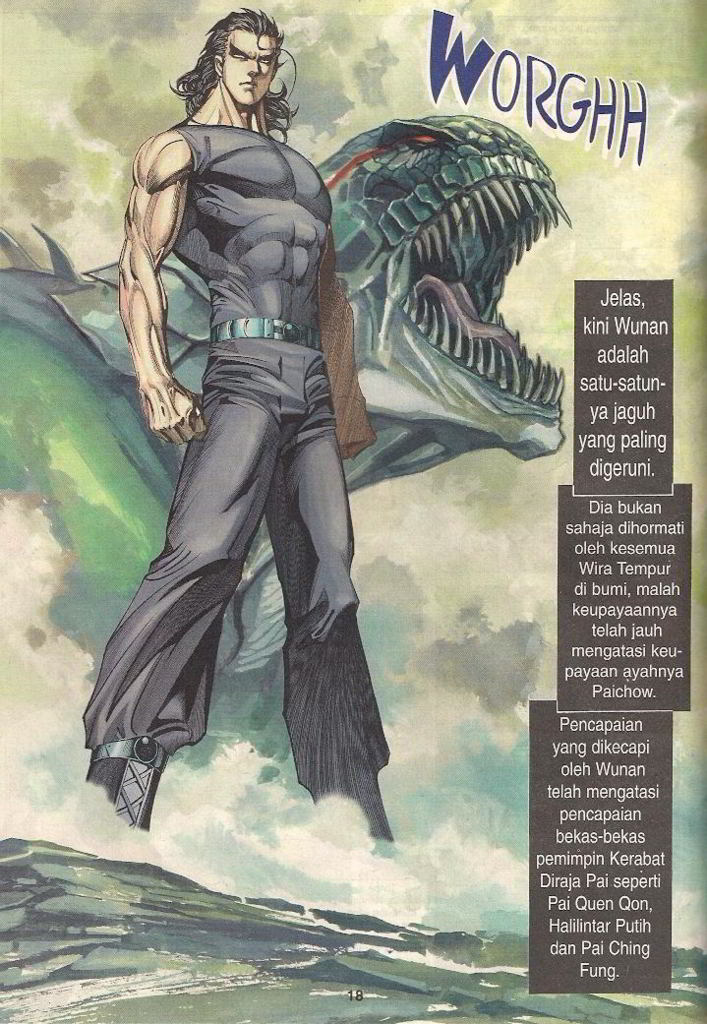 WORGHH
Jelas,
kini Wunan
adalah
satu-satun-
ya jaguh
yang paling
digeruni.
Dia bukan
sahaja dihormati
oleh kesemua
Wira Tempur
di bumi, malah
keupayaannya
telah jauh
mengatasi keu-
payaan ayahnya
Paichow.
Pencapaian
yang dikecapi
oleh Wunan
telah mengatasi
pencapaian
bekas-bekas
pemimpin Kerabat
Diraja Pai seperti
Pai Quen Qon,
Halilintar Putih
dan Pai Ching
Fung.
18